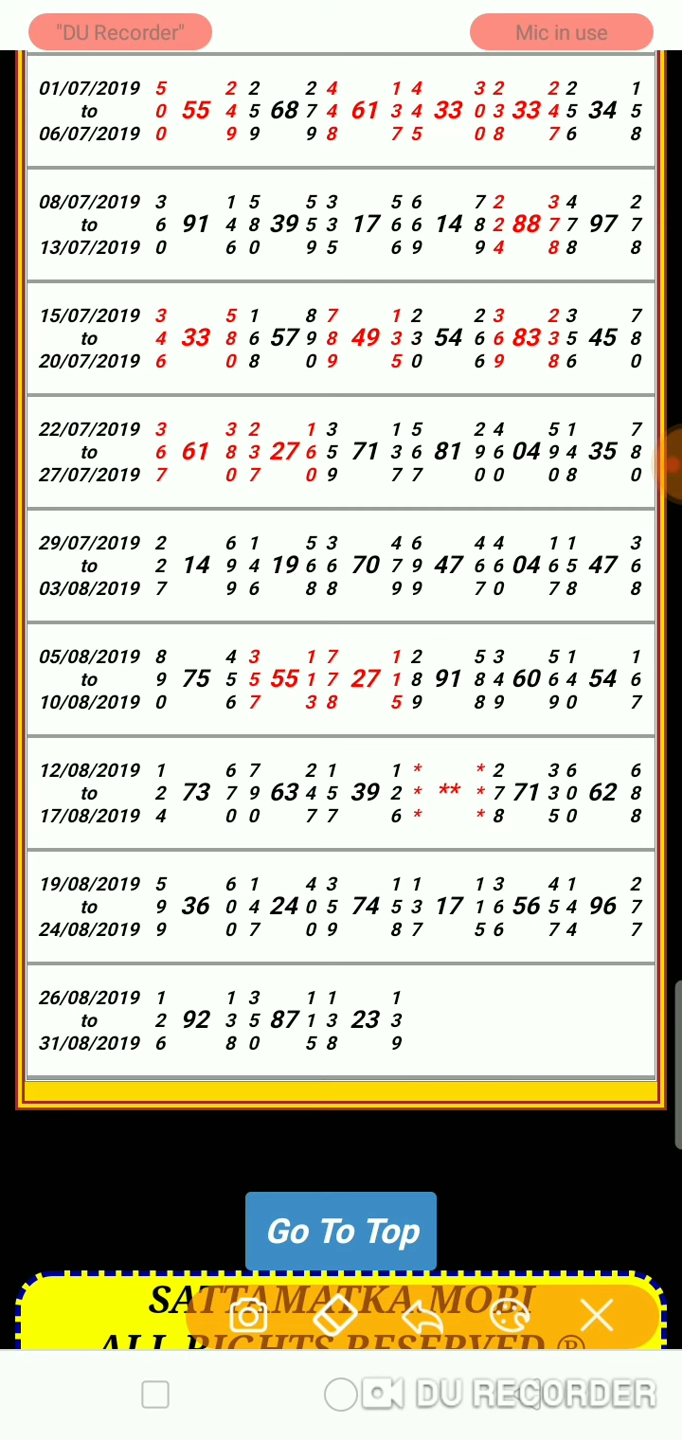 "DU Recorder" Mic in use
01/07/2019 5 2 2 2 4 1 4 3 2 2 2 1
to 0 55 4 5 68 7 4 61 3 4 33 0 3 33 4 5 34 5
06/07/2019 0 9 9 9 8 7 5 0 8 7 6 8
08/07/2019 3 1 5 5 3 5 6 7 2 3 4 2
to 6 91 4 8 39 5 3 17 6 6 14 8 2 88 7 7 97 7
13/07/2019 0 6 0 9 5 6 9 9 4 8 8 8
15/07/2019 3 5 1 8 7 1 2 2 3 2 3 7
to 4 33 8 6 57 9 8 49 3 3 54 6 6 83 3 5 45 8
20/07/2019 6 0 8 0 9 5 0 6 9 8 6 0
22/07/2019 3 3 2 1 3 1 5 2 4 5 1 7
to 6 61 8 3 27 6 5 71 3 6 81 9 6 04 9 4 35 8
27/07/2019 7 0 7 0 9 7 7 0 0 0 8 0
29/07/2019 2 6 1 5 3 4 6 4 4 1 1 3
to 2 14 9 4 19 6 6 70 7 9 47 6 6 04 6 5 47 6
03/08/2019 7 9 6 8 8 9 9 7 0 7 8 8
05/08/2019 8 4 3 1 7 1 2 5 3 5 1 1
to 9 75 5 5 55 1 7 27 1 8 91 8 4 60 6 4 54 6
10/08/2019 0 6 7 3 8 5 9 8 9 9 0 7
12/08/2019 1 6 7 2 1 1 * * 2 3 6 6
to 2 73 7 9 63 4 5 39 2 * ** * 7 71 3 0 62 8
17/08/2019 4 0 0 7 7 6 * * 8 5 0 8
19/08/2019 5 6 1 4 3 1 1 1 3 4 1 2
to 9 36 0 4 24 0 5 74 5 3 17 1 6 56 5 4 96 7
24/08/2019 9 0 7 0 9 8 7 5 6 7 4 7
26/08/2019 1 1 3 1 1 1
to 2 92 3 5 87 1 3 23 3
31/08/2019 6 8 0 5 8 9
Go To Top
SATTAMATKA.MOBI
ALL RIGHTS RESERVED ®
DU RECORDER